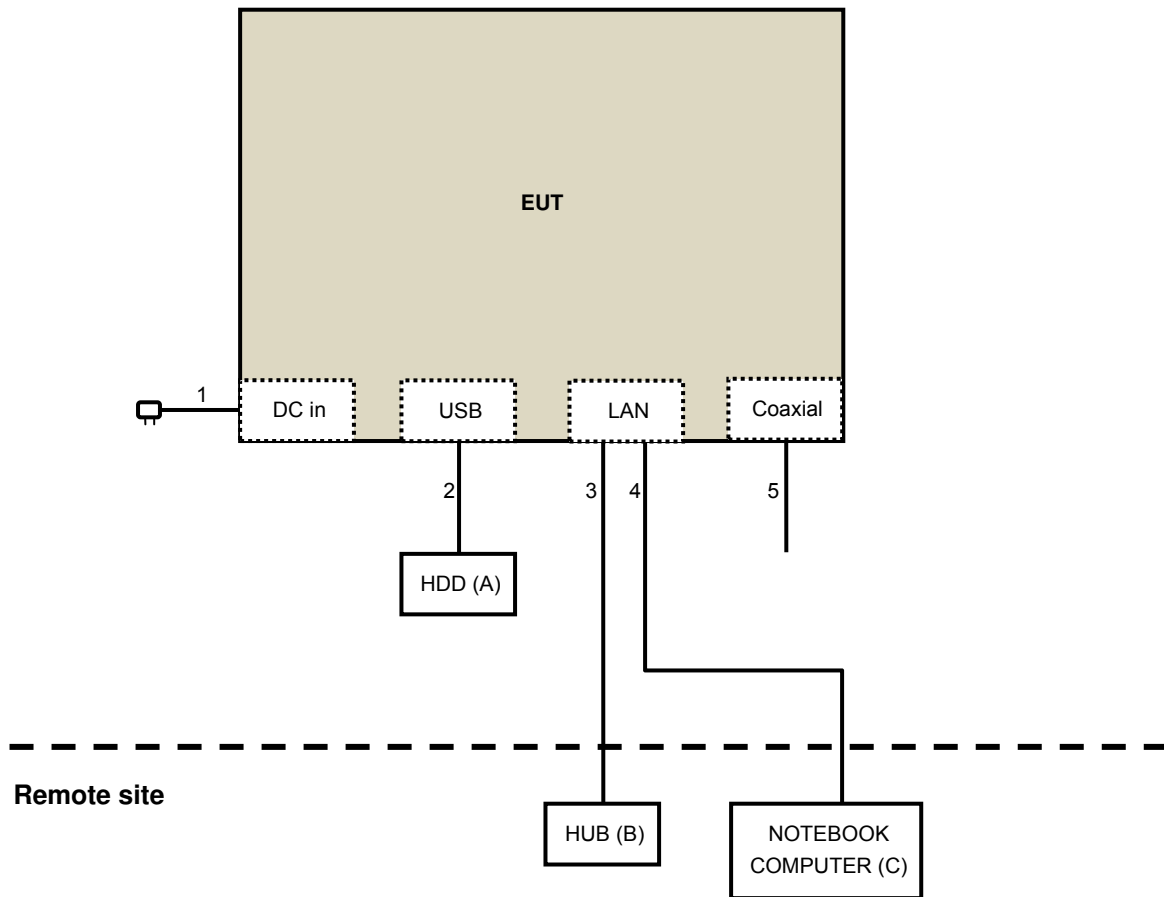 EUT
1
DC in
USB
LAN
Coaxial
2
3
4
5
HDD (A)
Remote site
HUB (B)
NOTEBOOK
COMPUTER (C)